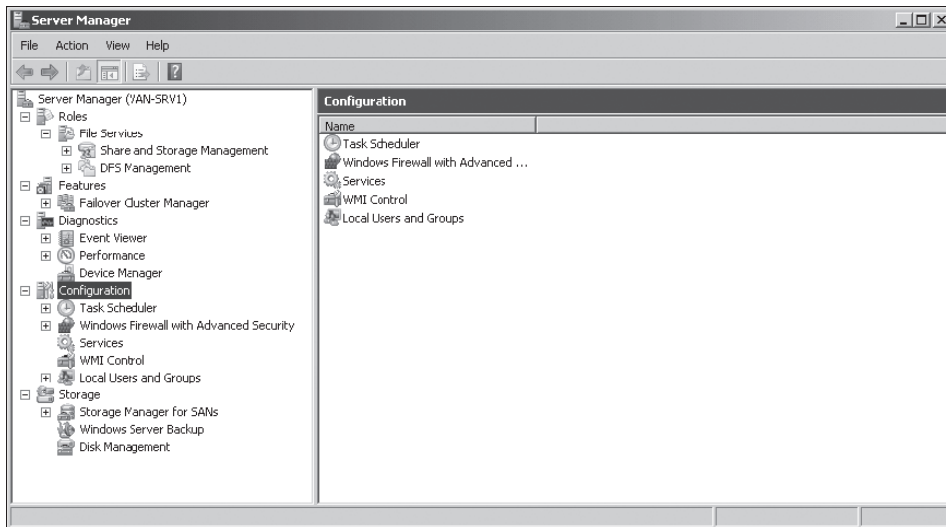 Server Manager
File Action View Help
Server Manager (VAN-SRV1)
Roles
File Services
Share and Storage Management
DFS Management
Features
Failover Cluster Manager
Diagnostics
Event Viewer
Performance
Device Manager
Configuration
Task Scheduler
Windows Firewall with Advanced Security
Services
WMI Control
Local Users and Groups
Storage
Storage Manager for SANs
Windows Server Backup
Disk Management
Configuration
Name
Task Scheduler
Windows Firewall with Advanced ...
Services
WMI Control
Local Users and Groups